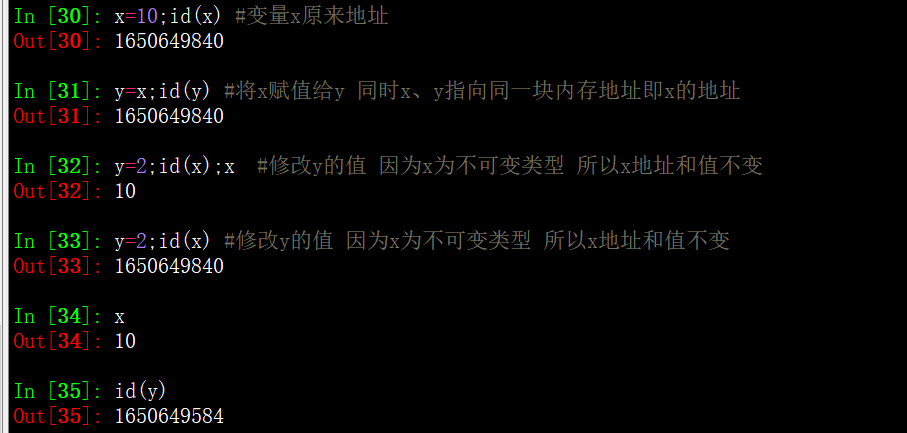 In [30]: x=10;id(x) #变量x原来地址
Out[30]: 1650649840
In [31]: y=x;id(y) #将x赋值给y 同时x、y指向同一块内存地址即x的地址
Out[31]: 1650649840
In [32]: y=2;id(x);x  #修改y的值 因为x为不可变类型 所以x地址和值不变
Out[32]: 10
In [33]: y=2;id(x) #修改y的值 因为x为不可变类型 所以x地址和值不变
Out[33]: 1650649840
In [34]: x
Out[34]: 10
In [35]: id(y)
Out[35]: 1650649584